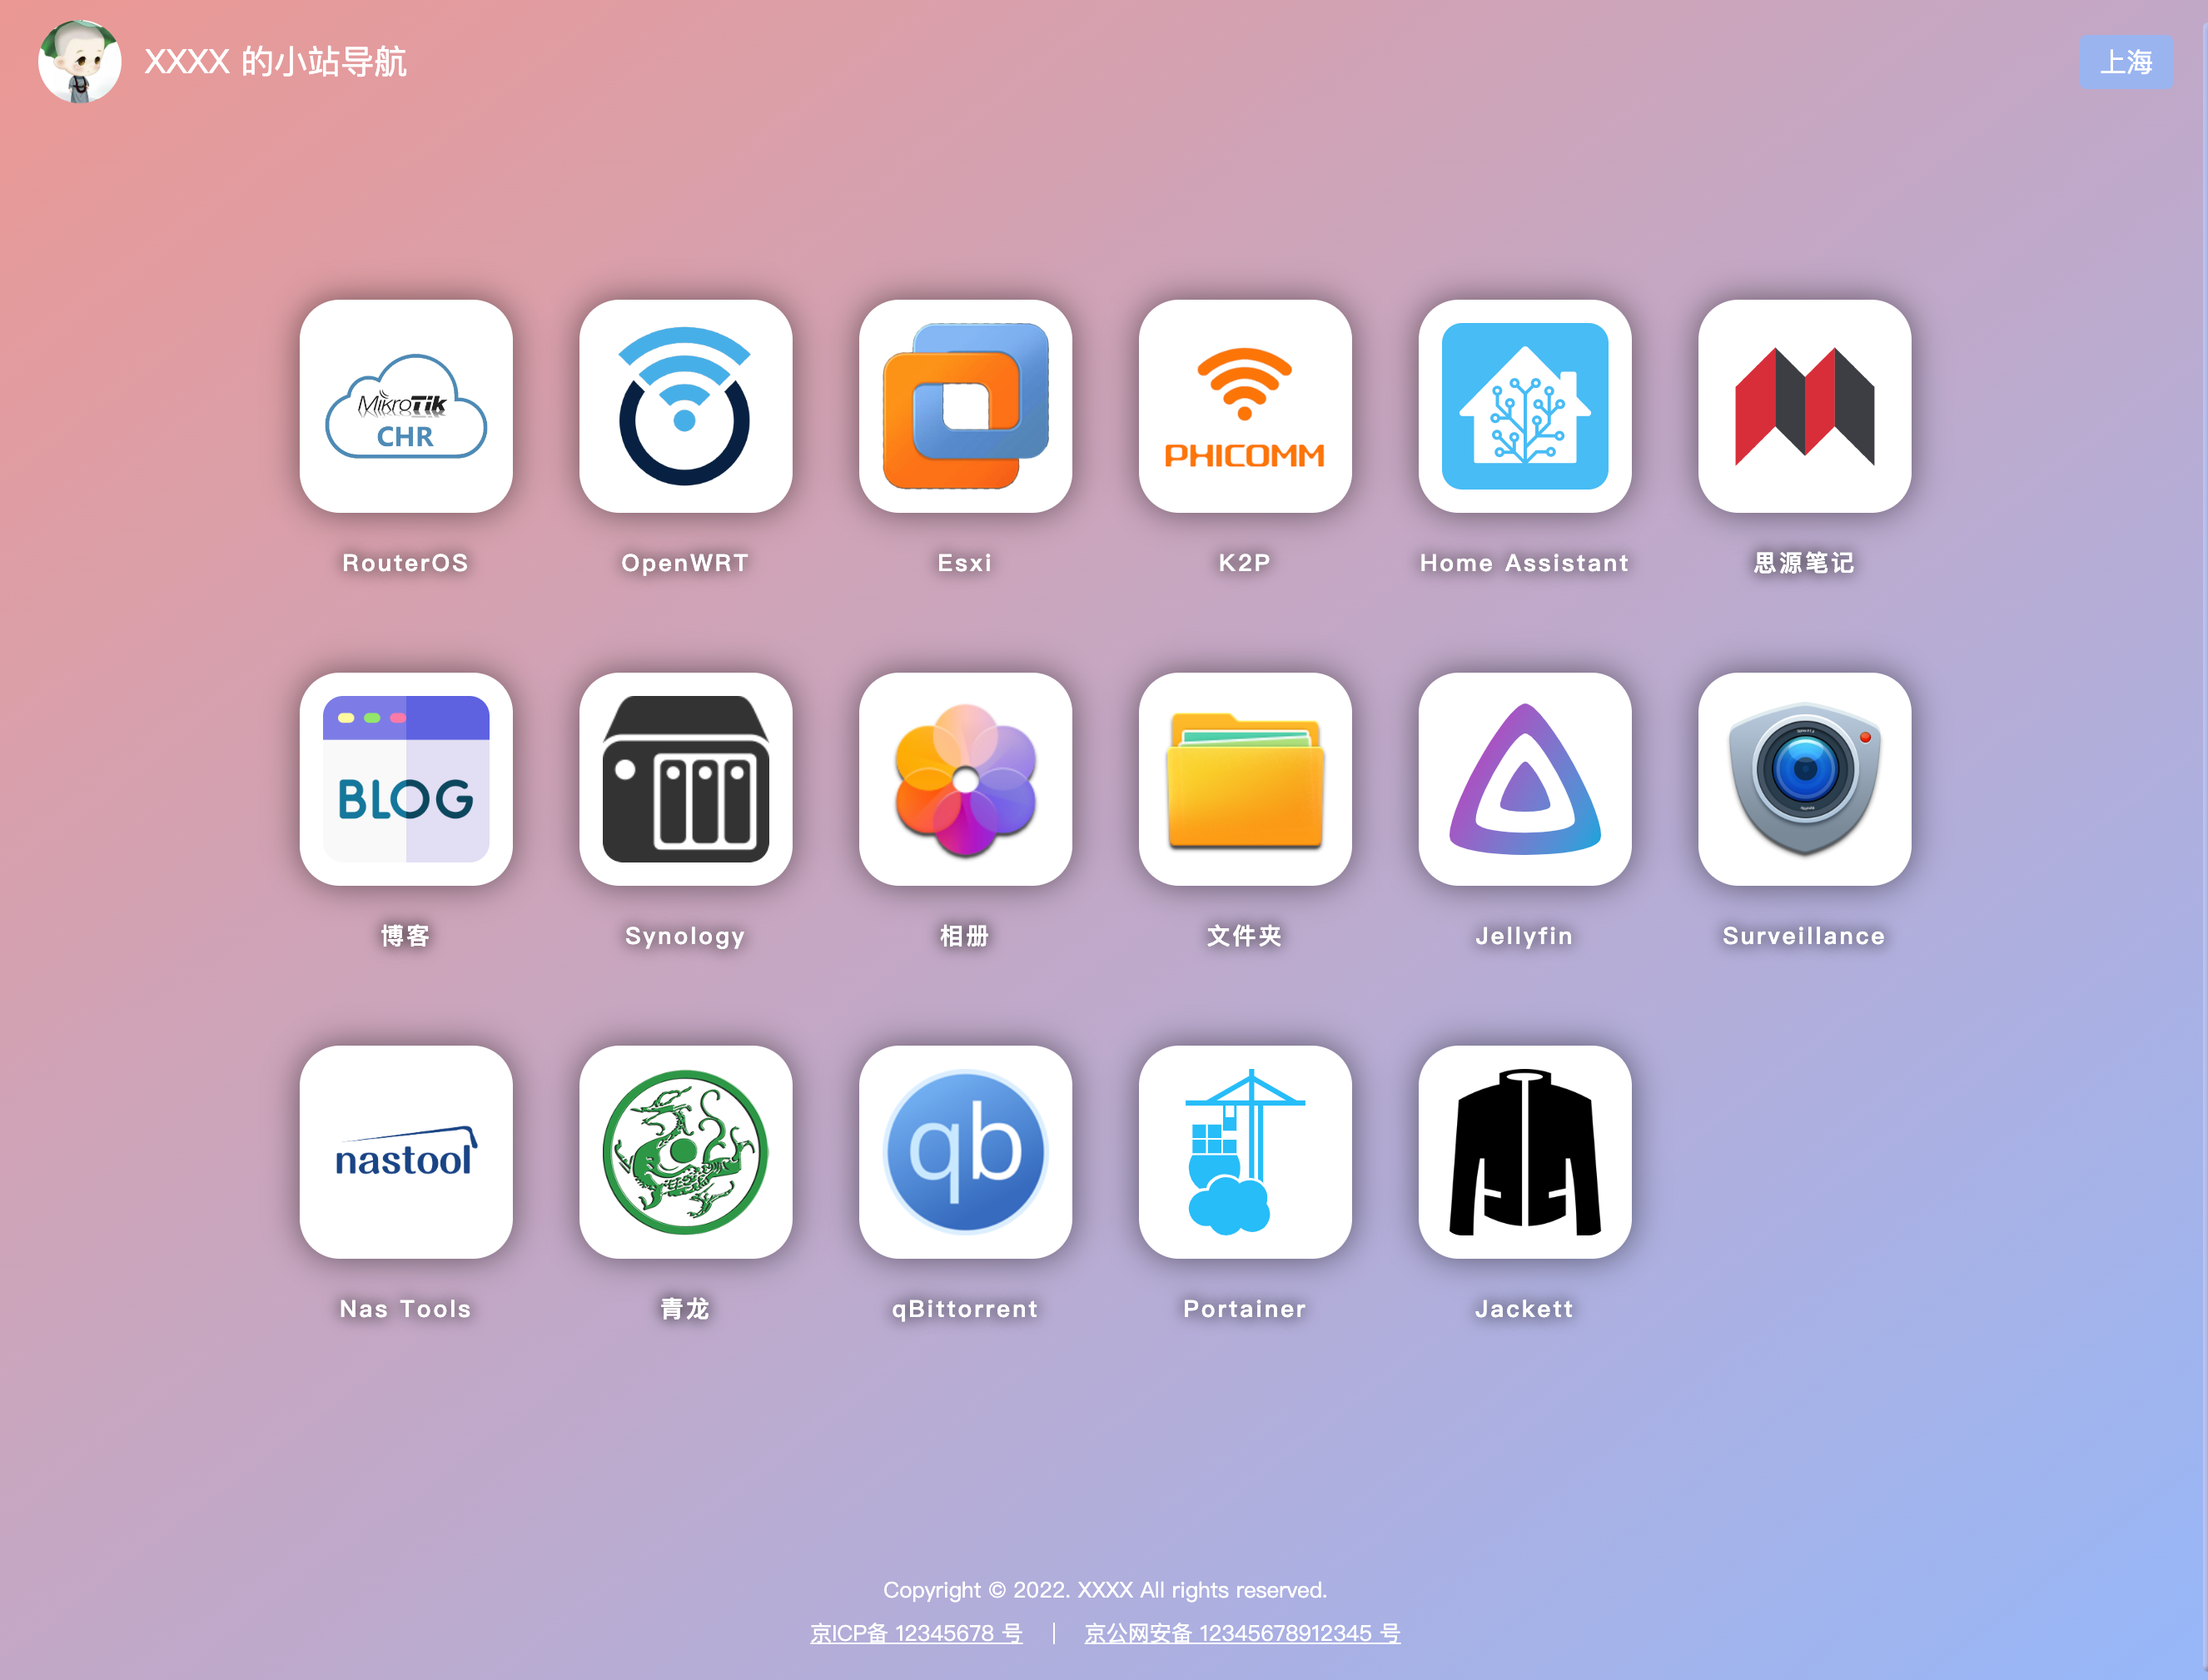 XXXX 的小站导航
上海
MikroTik
CHR
PHICOMM
RouterOS
OpenWRT
Esxi
K2P
Home Assistant
思源笔记
BLOG
博客
Synology
相册
文件夹
Jellyfin
Surveillance
nastool
qb
Nas Tools
青龙
qBittorrent
Portainer
Jackett
Copyright © 2022. XXXX All rights reserved.
京ICP备 12345678 号 | 京公网安备 12345678912345 号